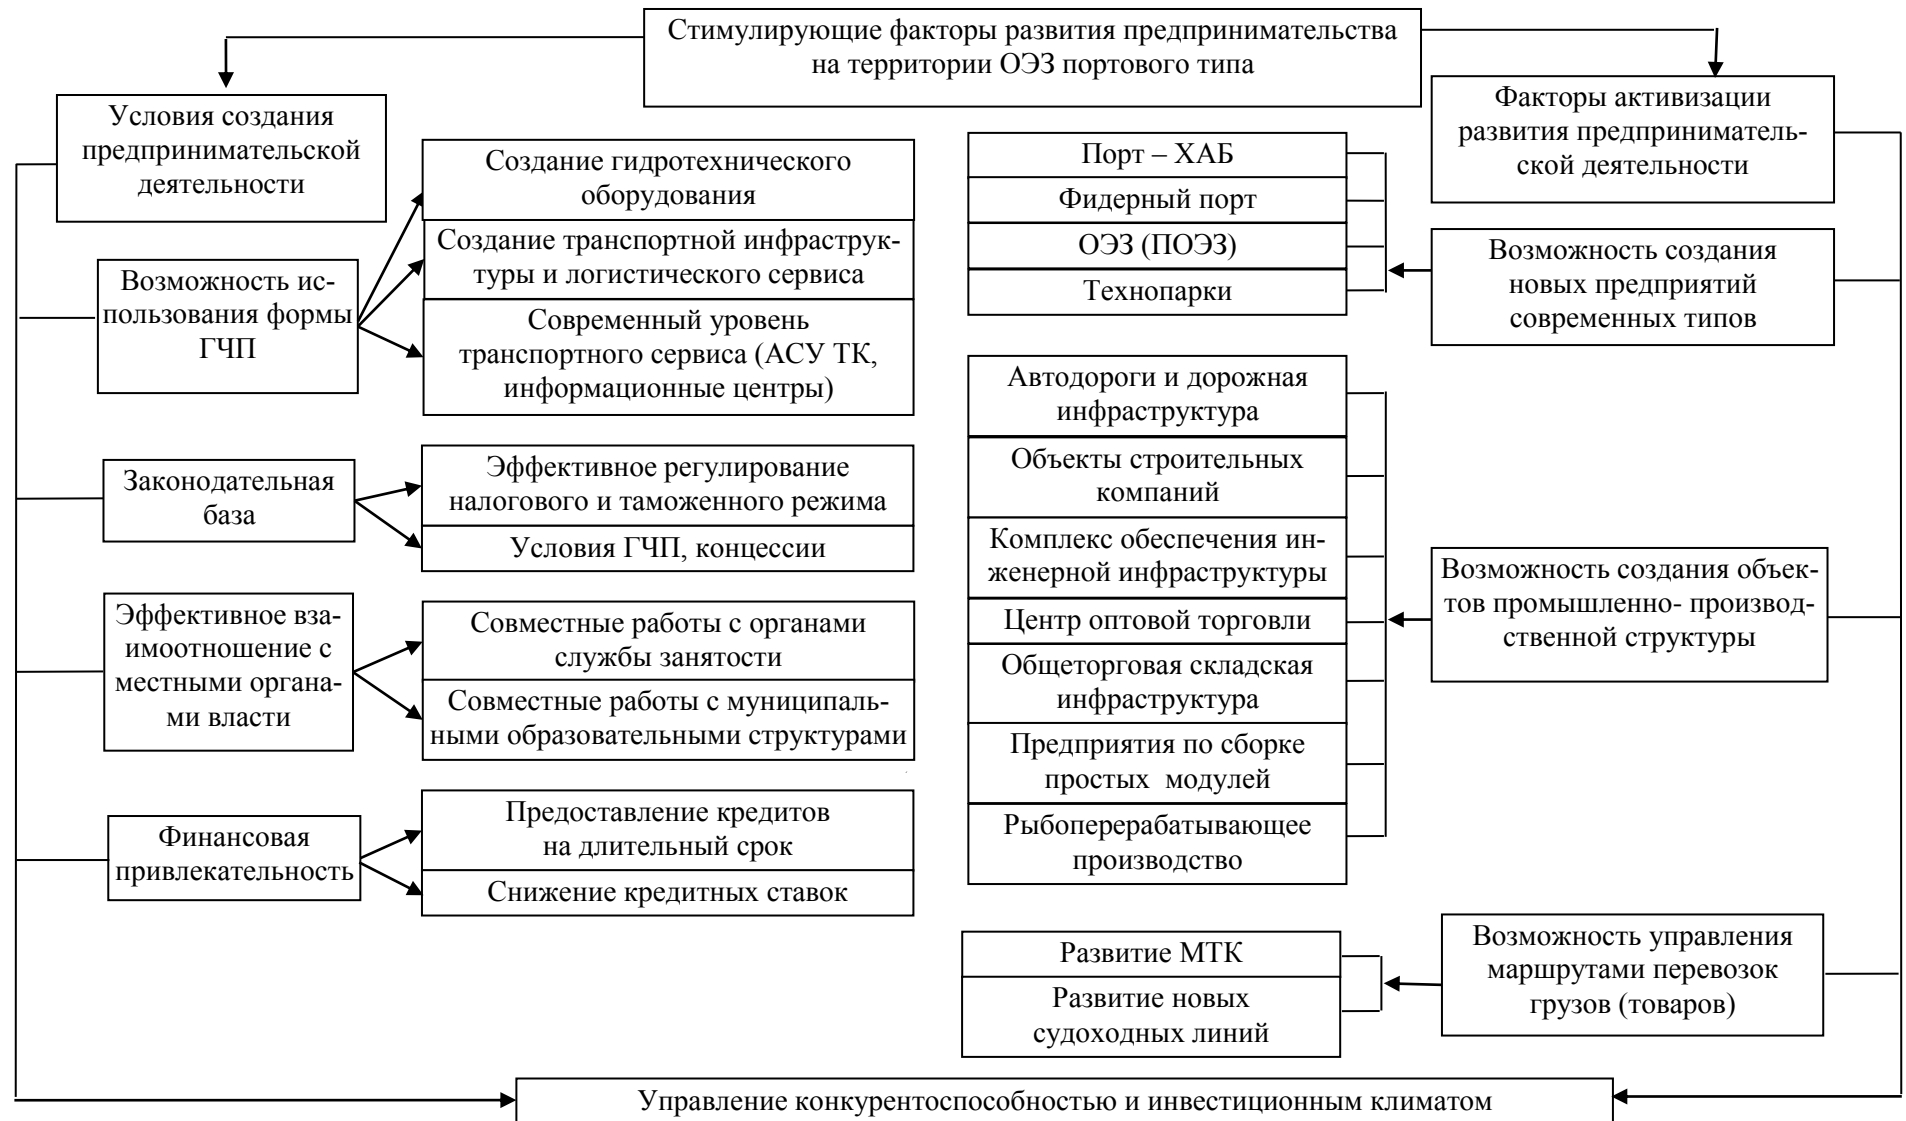 Стимулирующие факторы развития предпринимательства
на территории ОЭЗ портового типа
Условия создания
предпринимательской
деятельности
Возможность ис-
пользования формы
ГЧП
Создание гидротехнического
оборудования
Создание транспортной инфраструк-
туры и логистического сервиса
Современный уровень
транспортного сервиса (АСУ ТК,
информационные центры)
Законодательная
база
Эффективное регулирование
налогового и таможенного режима
Условия ГЧП, концессии
Эффективное вза-
имоотношение с
местными органа-
ми власти
Совместные работы с органами
службы занятости
Совместные работы с муниципаль-
ными образовательными структурами
Финансовая
привлекательность
Предоставление кредитов
на длительный срок
Снижение кредитных ставок
Факторы активизации
развития предприниматель-
ской деятельности
Порт – ХАБ
Фидерный порт
ОЭЗ (ПОЭЗ)
Технопарки
Возможность создания
новых предприятий
современных типов
Автодороги и дорожная
инфраструктура
Объекты строительных
компаний
Комплекс обеспечения ин-
женерной инфраструктуры
Центр оптовой торговли
Общеторговая складская
инфраструктура
Предприятия по сборке
простых модулей
Рыбоперерабатывающее
производство
Возможность создания объек-
тов промышленно- производ-
ственной структуры
Развитие МТК
Развитие новых
судоходных линий
Возможность управления
маршрутами перевозок
грузов (товаров)
Управление конкурентоспособностью и инвестиционным климатом